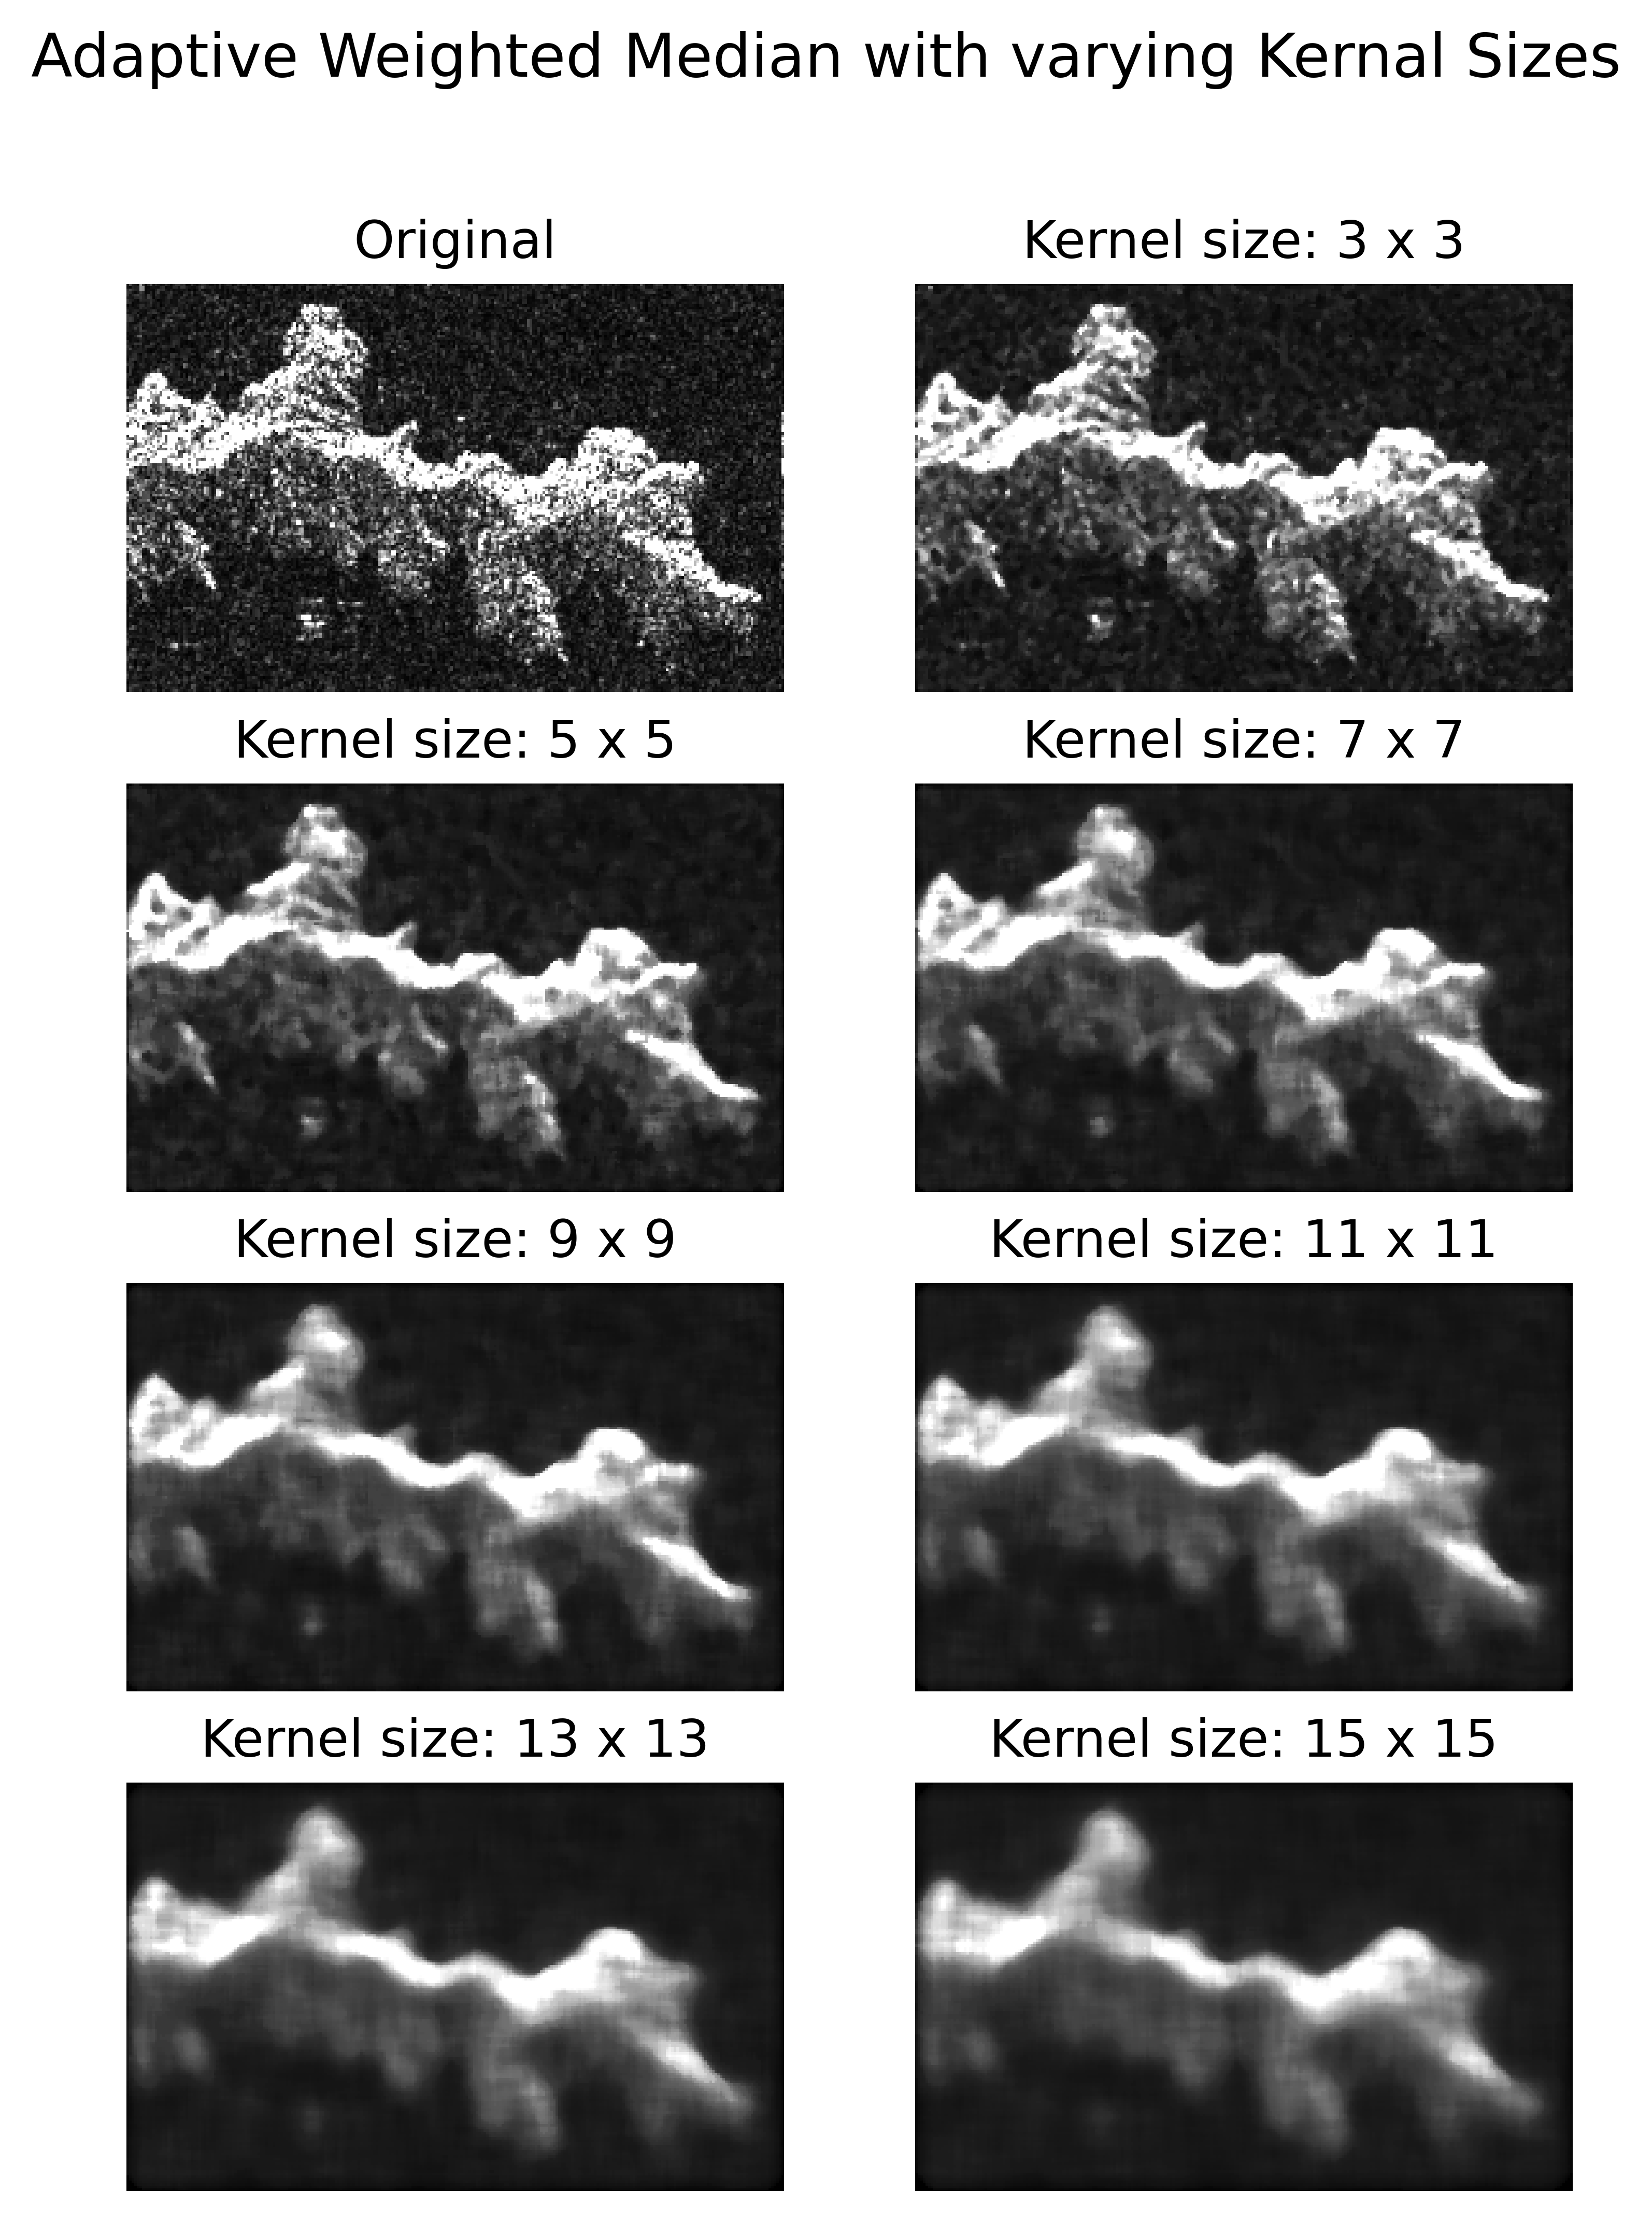 Adaptive Weighted Median with varying Kernal Sizes
Original
Kernel size: 3 x 3
Kernel size: 5 x 5
Kernel size: 7 x 7
Kernel size: 9 x 9
Kernel size: 11 x 11
Kernel size: 13 x 13
Kernel size: 15 x 15